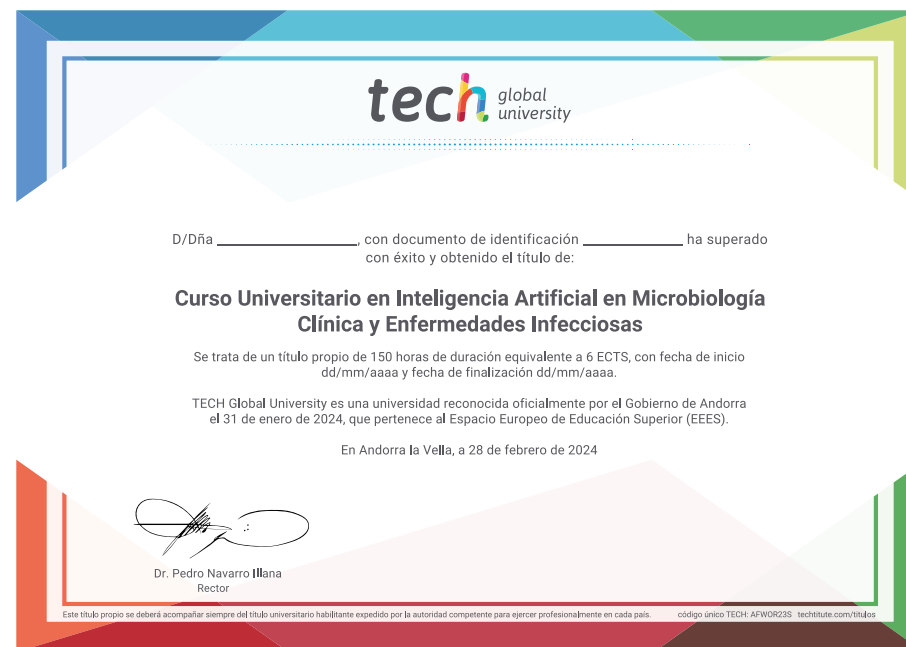 tech global university
D/Dña ____________________, con documento de identificación ______________ ha superado
con éxito y obtenido el título de:
Curso Universitario en Inteligencia Artificial en Microbiología
Clínica y Enfermedades Infecciosas
Se trata de un título propio de 150 horas de duración equivalente a 6 ECTS, con fecha de inicio
dd/mm/aaaa y fecha de finalización dd/mm/aaaa.
TECH Global University es una universidad reconocida oficialmente por el Gobierno de Andorra
el 31 de enero de 2024, que pertenece al Espacio Europeo de Educación Superior (EEES).
En Andorra la Vella, a 28 de febrero de 2024
Dr. Pedro Navarro Illana
Rector
Este título propio se deberá acompañar siempre del título universitario habilitante expedido por la autoridad competente para ejercer profesionalmente en cada país. código único TECH: AFWOR23S techtitute.com/titulos